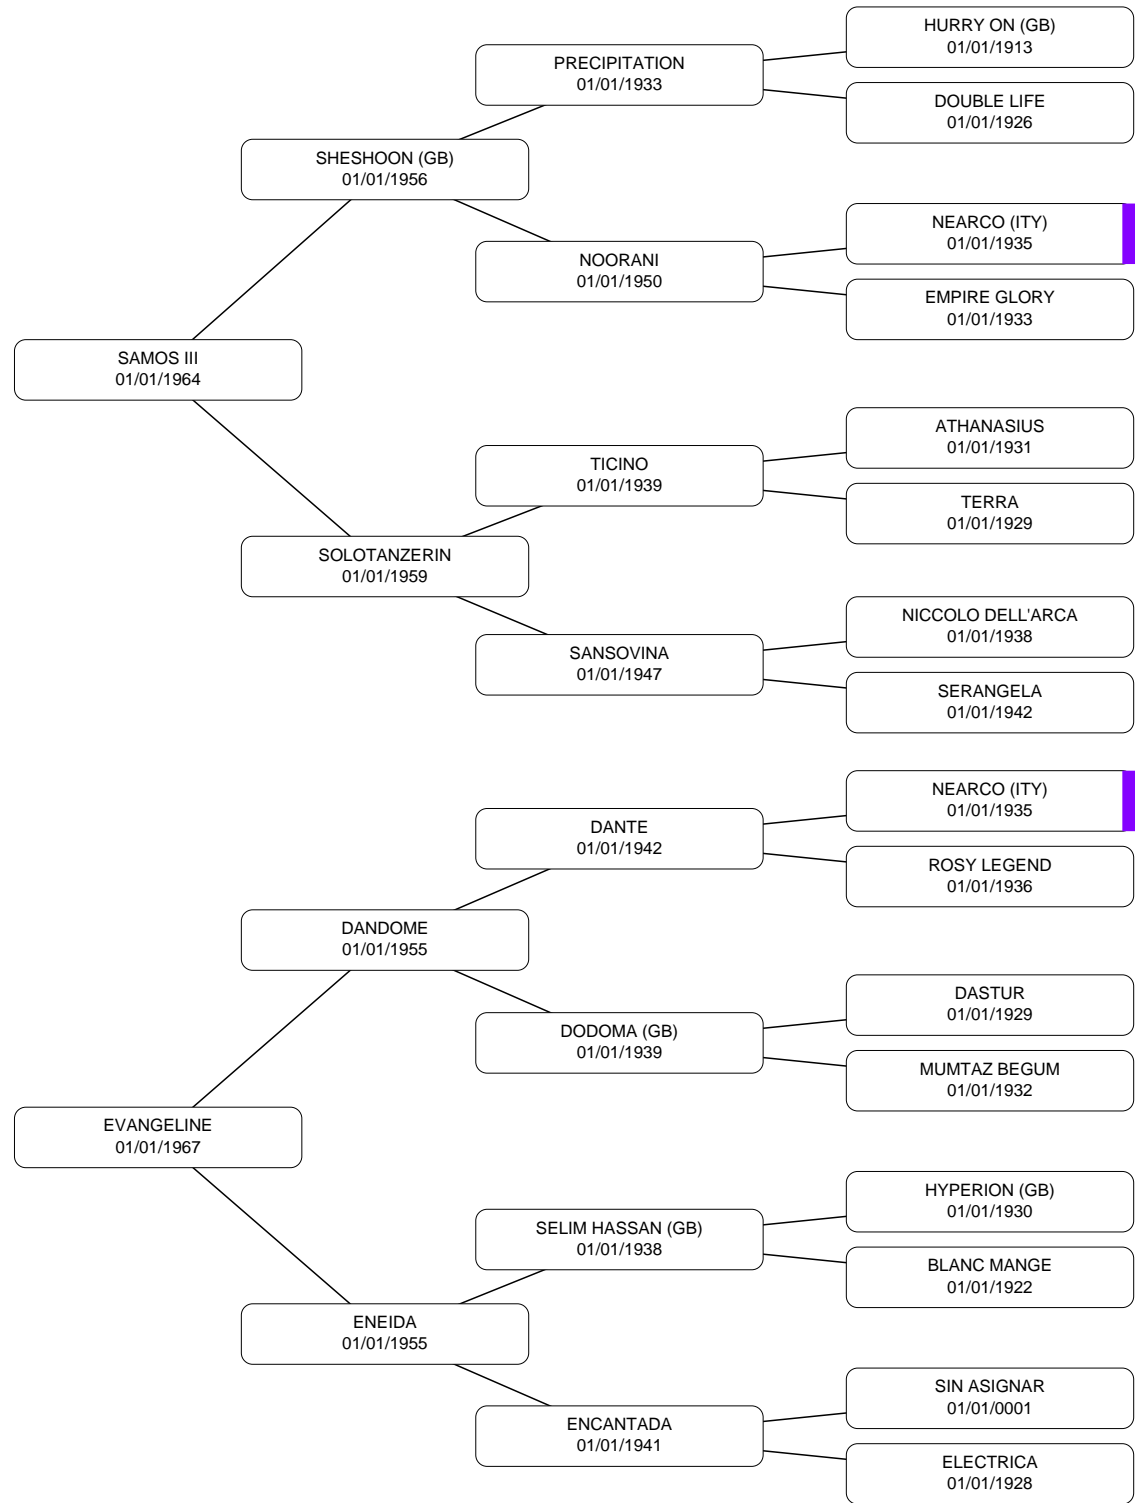 HURRY ON (GB)
01/01/1913
PRECIPITATION
01/01/1933
DOUBLE LIFE
01/01/1926
SHESHOON (GB)
01/01/1956
NEARCO (ITY)
01/01/1935
NOORANI
01/01/1950
EMPIRE GLORY
01/01/1933
SAMOS III
01/01/1964
ATHANASIUS
01/01/1931
TICINO
01/01/1939
TERRA
01/01/1929
SOLOTANZERIN
01/01/1959
NICCOLO DELL'ARCA
01/01/1938
SANSOVINA
01/01/1947
SERANGELA
01/01/1942
NEARCO (ITY)
01/01/1935
DANTE
01/01/1942
ROSY LEGEND
01/01/1936
DANDOME
01/01/1955
DASTUR
01/01/1929
DODOMA (GB)
01/01/1939
MUMTAZ BEGUM
01/01/1932
EVANGELINE
01/01/1967
HYPERION (GB)
01/01/1930
SELIM HASSAN (GB)
01/01/1938
BLANC MANGE
01/01/1922
ENEIDA
01/01/1955
SIN ASIGNAR
01/01/0001
ENCANTADA
01/01/1941
ELECTRICA
01/01/1928